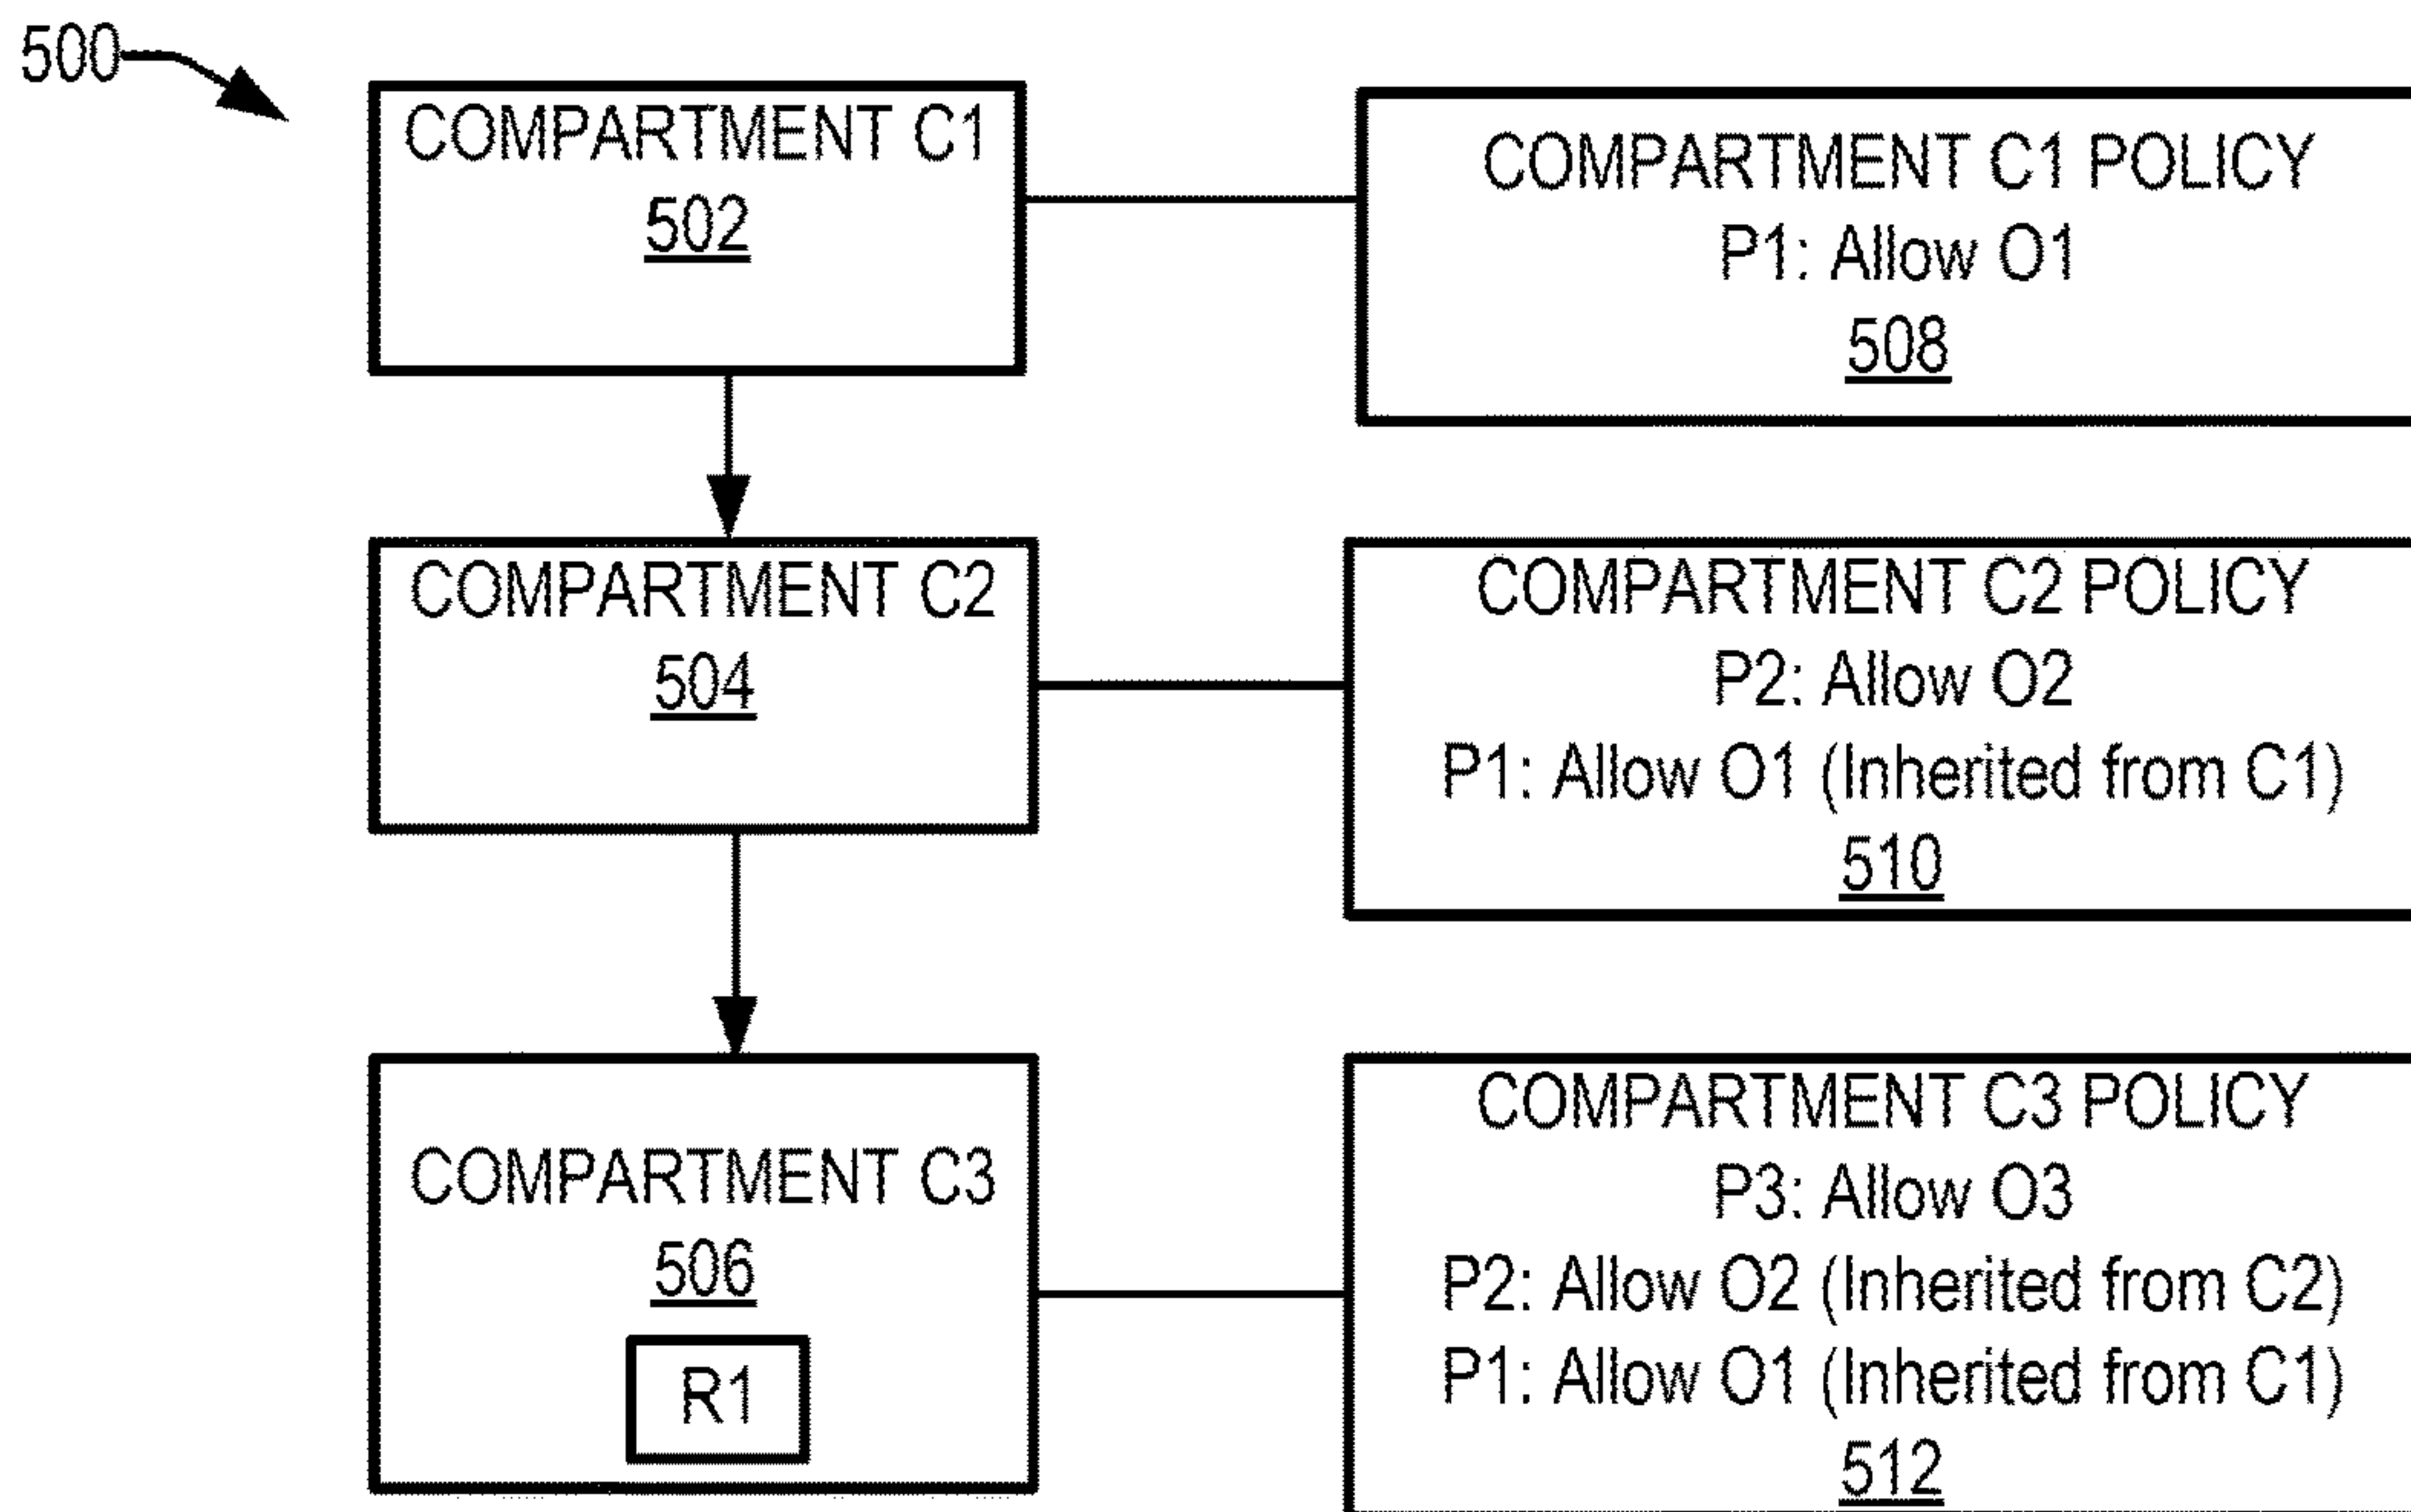 500
COMPARTMENT C1
502
COMPARTMENT C1 POLICY
P1: Allow O1
508
COMPARTMENT C2
504
COMPARTMENT C2 POLICY
P2: Allow O2
P1: Allow O1 (Inherited from C1)
510
COMPARTMENT C3
506
R1
COMPARTMENT C3 POLICY
P3: Allow O3
P2: Allow O2 (Inherited from C2)
P1: Allow O1 (Inherited from C1)
512